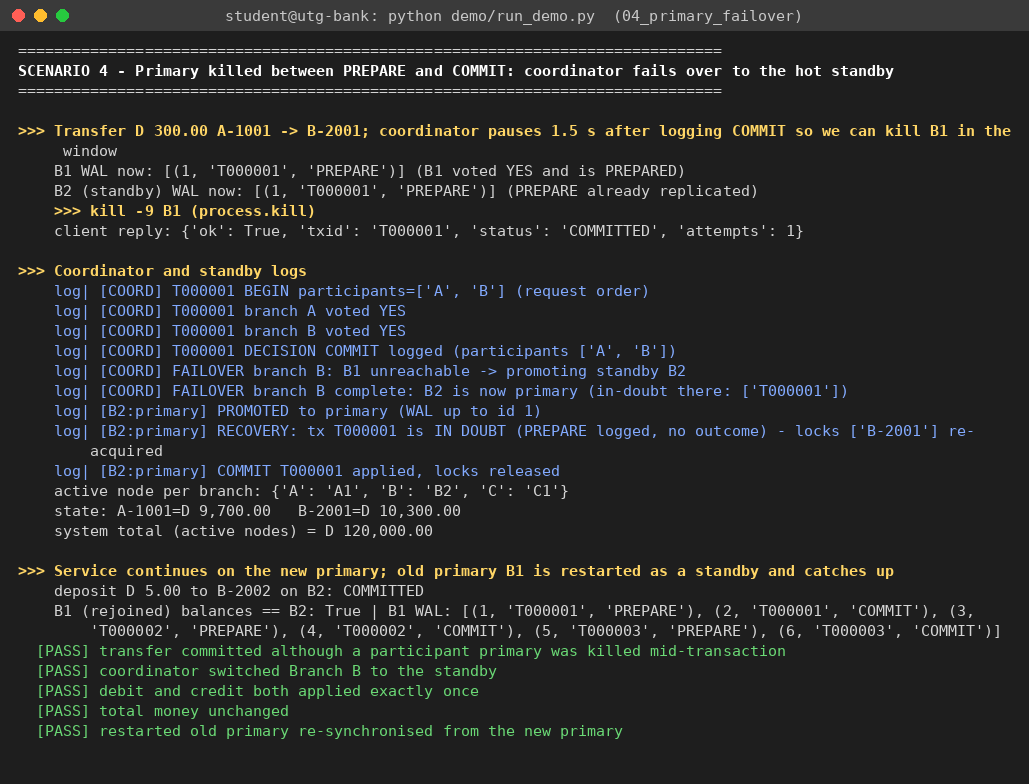 student@utg-bank: python demo/run_demo.py  (04_primary_failover)
==============================================================================
SCENARIO 4 - Primary killed between PREPARE and COMMIT: coordinator fails over to the hot standby
==============================================================================
>>> Transfer D 300.00 A-1001 -> B-2001; coordinator pauses 1.5 s after logging COMMIT so we can kill B1 in the
window
B1 WAL now: [(1, 'T000001', 'PREPARE')] (B1 voted YES and is PREPARED)
B2 (standby) WAL now: [(1, 'T000001', 'PREPARE')] (PREPARE already replicated)
>>> kill -9 B1 (process.kill)
client reply: {'ok': True, 'txid': 'T000001', 'status': 'COMMITTED', 'attempts': 1}
>>> Coordinator and standby logs
log| [COORD] T000001 BEGIN participants=['A', 'B'] (request order)
log| [COORD] T000001 branch A voted YES
log| [COORD] T000001 branch B voted YES
log| [COORD] T000001 DECISION COMMIT logged (participants ['A', 'B'])
log| [COORD] FAILOVER branch B: B1 unreachable -> promoting standby B2
log| [COORD] FAILOVER branch B complete: B2 is now primary (in-doubt there: ['T000001'])
log| [B2:primary] PROMOTED to primary (WAL up to id 1)
log| [B2:primary] RECOVERY: tx T000001 is IN DOUBT (PREPARE logged, no outcome) - locks ['B-2001'] re-
acquired
log| [B2:primary] COMMIT T000001 applied, locks released
active node per branch: {'A': 'A1', 'B': 'B2', 'C': 'C1'}
state: A-1001=D 9,700.00   B-2001=D 10,300.00
system total (active nodes) = D 120,000.00
>>> Service continues on the new primary; old primary B1 is restarted as a standby and catches up
deposit D 5.00 to B-2002 on B2: COMMITTED
B1 (rejoined) balances == B2: True | B1 WAL: [(1, 'T000001', 'PREPARE'), (2, 'T000001', 'COMMIT'), (3,
'T000002', 'PREPARE'), (4, 'T000002', 'COMMIT'), (5, 'T000003', 'PREPARE'), (6, 'T000003', 'COMMIT')]
[PASS] transfer committed although a participant primary was killed mid-transaction
[PASS] coordinator switched Branch B to the standby
[PASS] debit and credit both applied exactly once
[PASS] total money unchanged
[PASS] restarted old primary re-synchronised from the new primary